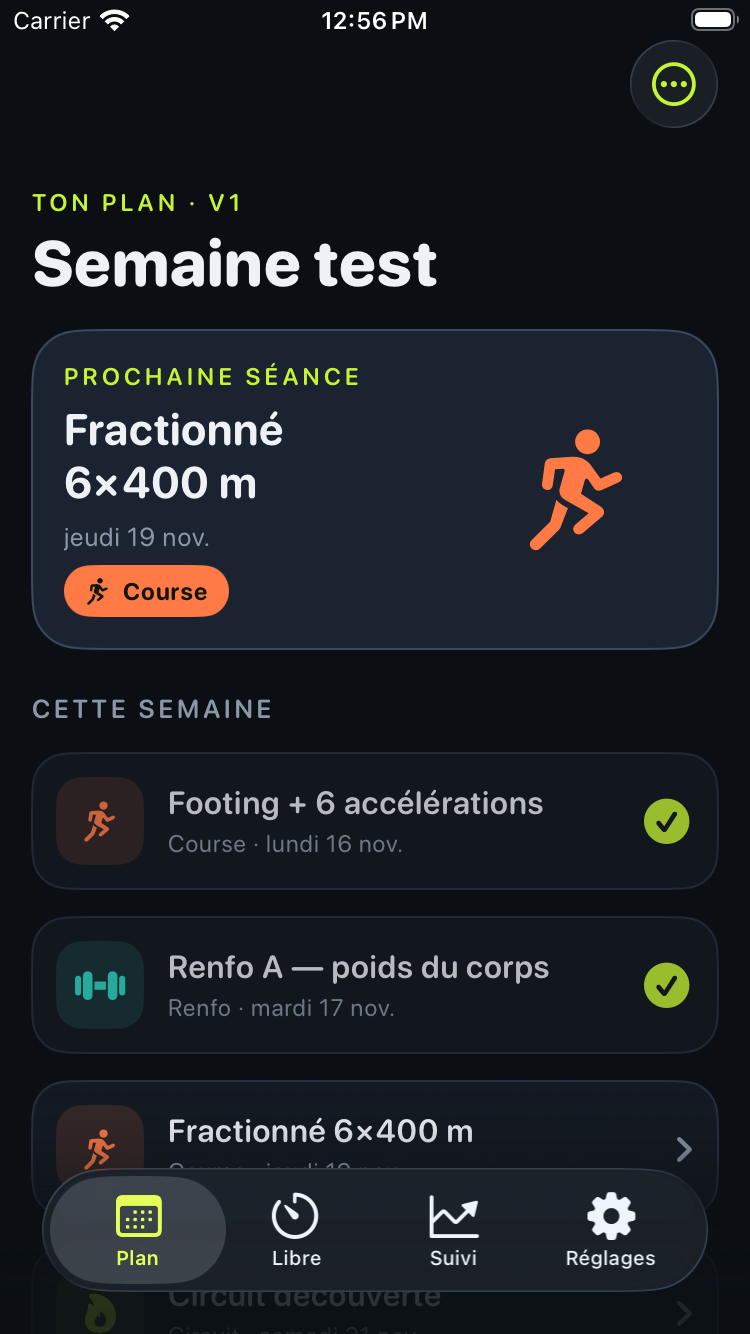 Carrier 12:56 PM
TON PLAN · V1
Semaine test
PROCHAINE SÉANCE
Fractionné
6×400 m
jeudi 19 nov.
Course
CETTE SEMAINE
Footing + 6 accélérations
Course · lundi 16 nov.
Renfo A — poids du corps
Renfo · mardi 17 nov.
Fractionné 6×400 m
Plan Libre Suivi Réglages
Circuit découverte